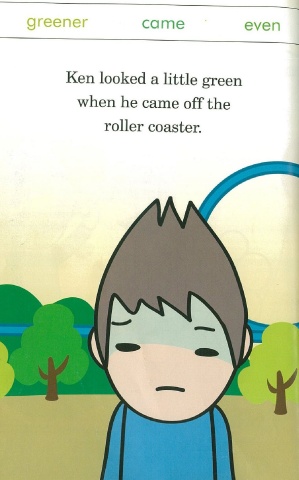 greener came even
Ken looked a little green
when he came off the
roller coaster.